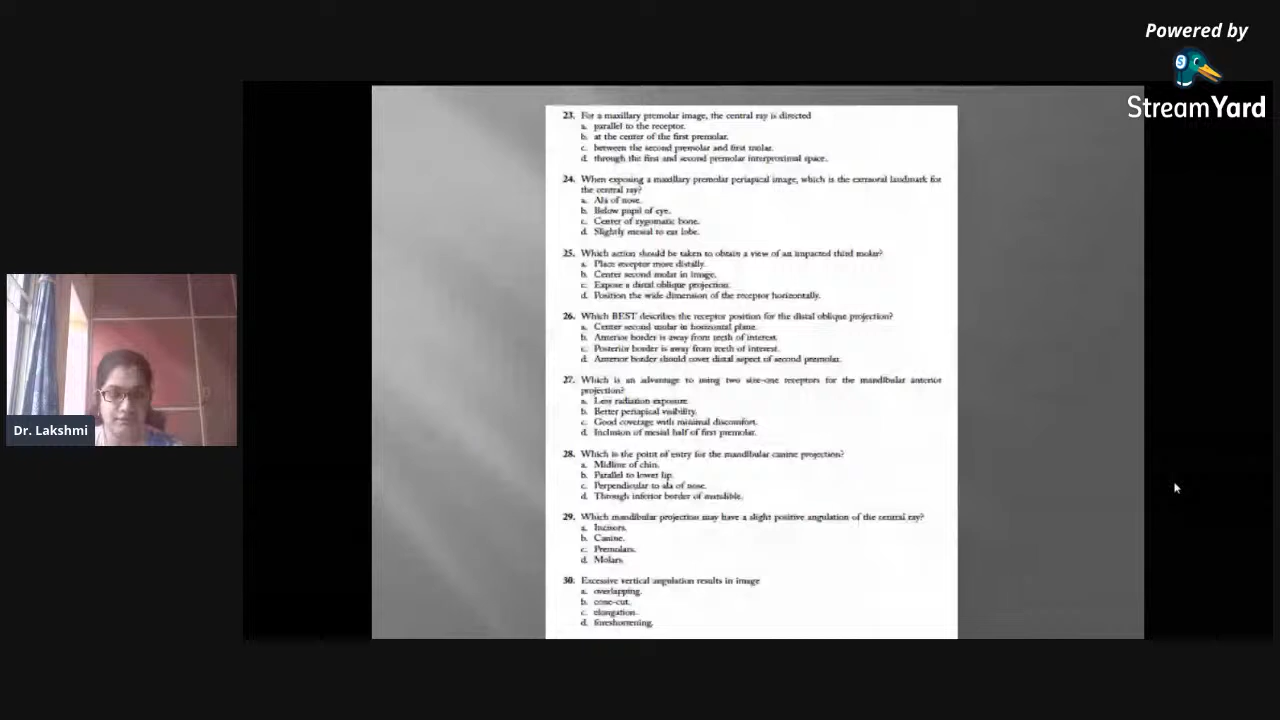 Powered by
StreamYard
23. For a maxillary premolar image, the central ray is directed
a. parallel to the receptor.
b. at the center of the first premolar.
c. between the second premolar and first molar.
d. through the first and second premolar interproximal space.
24. When exposing a maxillary premolar periapical image, which is the extraoral landmark for
the central ray?
a. Ala of nose.
b. Below pupil of eye.
c. Center of zygomatic bone.
d. Slightly mesial to ear lobe.
25. Which action should be taken to obtain a view of an impacted third molar?
a. Place receptor more distally.
b. Center second molar in image.
c. Expose a distal oblique projection.
d. Position the wide dimension of the receptor horizontally.
26. Which BEST describes the receptor position for the distal oblique projection?
a. Center second molar in horizontal plane.
b. Anterior border is away from teeth of interest.
c. Posterior border is away from teeth of interest.
d. Anterior border should cover distal aspect of second premolar.
27. Which is an advantage to using two size-one receptors for the mandibular anterior
projection?
a. Less radiation exposure.
b. Better periapical visibility.
c. Good coverage with minimal discomfort.
d. Inclusion of mesial half of first premolar.
28. Which is the point of entry for the mandibular canine projection?
a. Midline of chin.
b. Parallel to lower lip.
c. Perpendicular to ala of nose.
d. Through inferior border of mandible.
29. Which mandibular projection may have a slight positive angulation of the central ray?
a. Incisors.
b. Canine.
c. Premolars.
d. Molars.
30. Excessive vertical angulation results in image
a. overlapping.
b. cone-cut.
c. elongation.
d. foreshortening.
Dr. Lakshmi